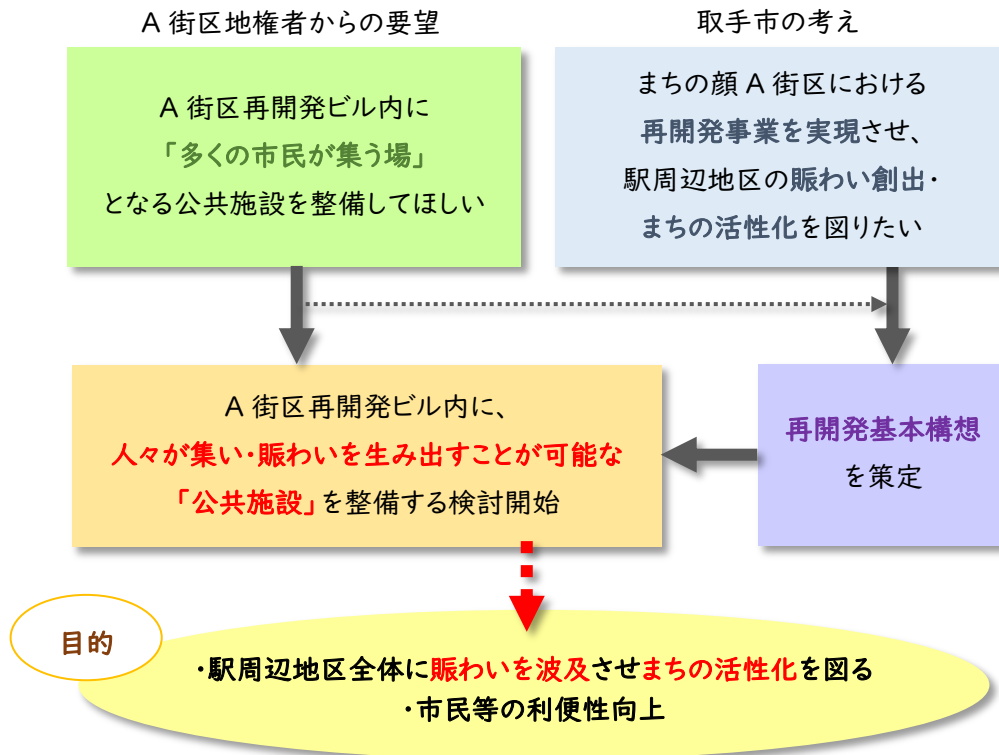 A 街区地権者からの要望
A 街区再開発ビル内に
「多くの市民が集う場」
となる公共施設を整備してほしい
取手市の考え
まちの顔 A 街区における
再開発事業を実現させ、
駅周辺地区の賑わい創出・
まちの活性化を図りたい
A 街区再開発ビル内に、
人々が集い・賑わいを生み出すことが可能な
「公共施設」を整備する検討開始
再開発基本構想
を策定
目的
・駅周辺地区全体に賑わいを波及させまちの活性化を図る
・市民等の利便性向上